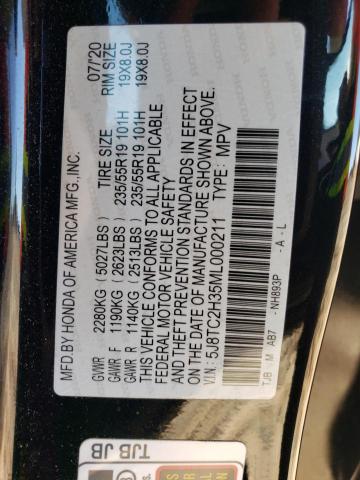 MFD.BY HONDA OF AMERICA MFG.,INC. 07/'20
TIRE SIZE RIM SIZE
GVWR 2280KG (5027LBS)
GAWR F 1190KG (2623LBS) 235/55R19 101H 19X8.0J
GAWR R 1140KG (2513LBS) 235/55R19 101H 19X8.0J
THIS VEHICLE CONFORMS TO ALL APPLICABLE
FEDERAL MOTOR VEHICLE SAFETY
AND THEFT PREVENTION STANDARDS IN EFFECT
ON THE DATE OF MANUFACTURE SHOWN ABOVE.
V.I.N.: 5J8TC2H35ML000211 TYPE: MPV
NH893P
TJB M AB7 - A - L
TJB JB